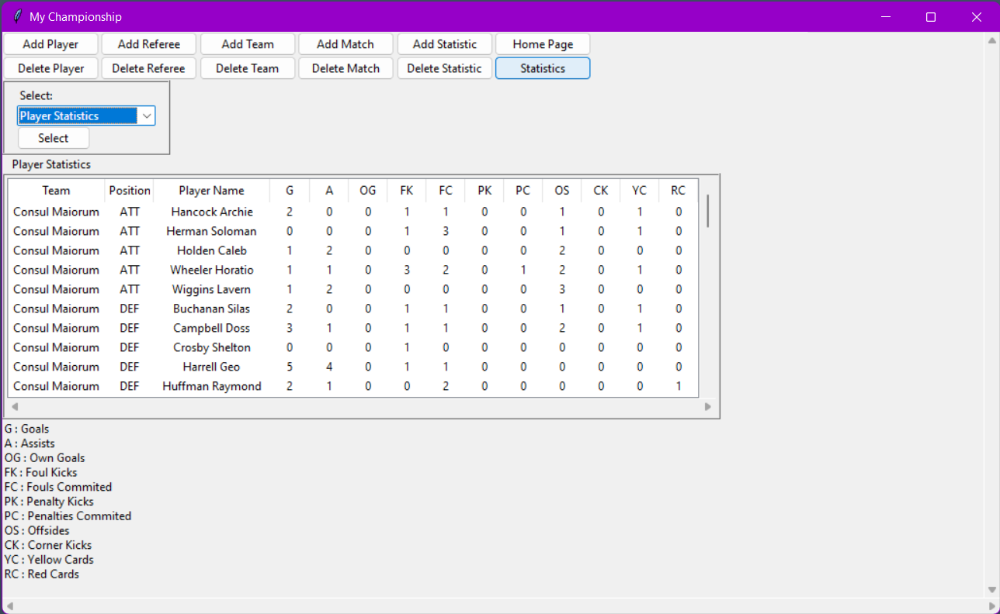 My Championship
Add Player Add Referee Add Team Add Match Add Statistic Home Page
Delete Player Delete Referee Delete Team Delete Match Delete Statistic Statistics
Select:
Player Statistics
Select
Player Statistics
Team Position Player Name G A OG FK FC PK PC OS CK YC RC
Consul Maiorum ATT Hancock Archie 2 0 0 1 1 0 0 1 0 1 0
Consul Maiorum ATT Herman Soloman 0 0 0 1 3 0 0 1 0 1 0
Consul Maiorum ATT Holden Caleb 1 2 0 0 0 0 0 2 0 0 0
Consul Maiorum ATT Wheeler Horatio 1 1 0 3 2 0 1 2 0 1 0
Consul Maiorum ATT Wiggins Lavern 1 2 0 0 0 0 0 3 0 0 0
Consul Maiorum DEF Buchanan Silas 2 0 0 1 1 0 0 1 0 1 0
Consul Maiorum DEF Campbell Doss 3 1 0 1 1 0 0 2 0 1 0
Consul Maiorum DEF Crosby Shelton 0 0 0 1 0 0 0 0 0 0 0
Consul Maiorum DEF Harrell Geo 5 4 0 1 1 0 0 0 0 0 0
Consul Maiorum DEF Huffman Raymond 2 1 0 0 2 0 0 0 0 0 1
G : Goals
A : Assists
OG : Own Goals
FK : Foul Kicks
FC : Fouls Commited
PK : Penalty Kicks
PC : Penalties Commited
OS : Offsides
CK : Corner Kicks
YC : Yellow Cards
RC : Red Cards